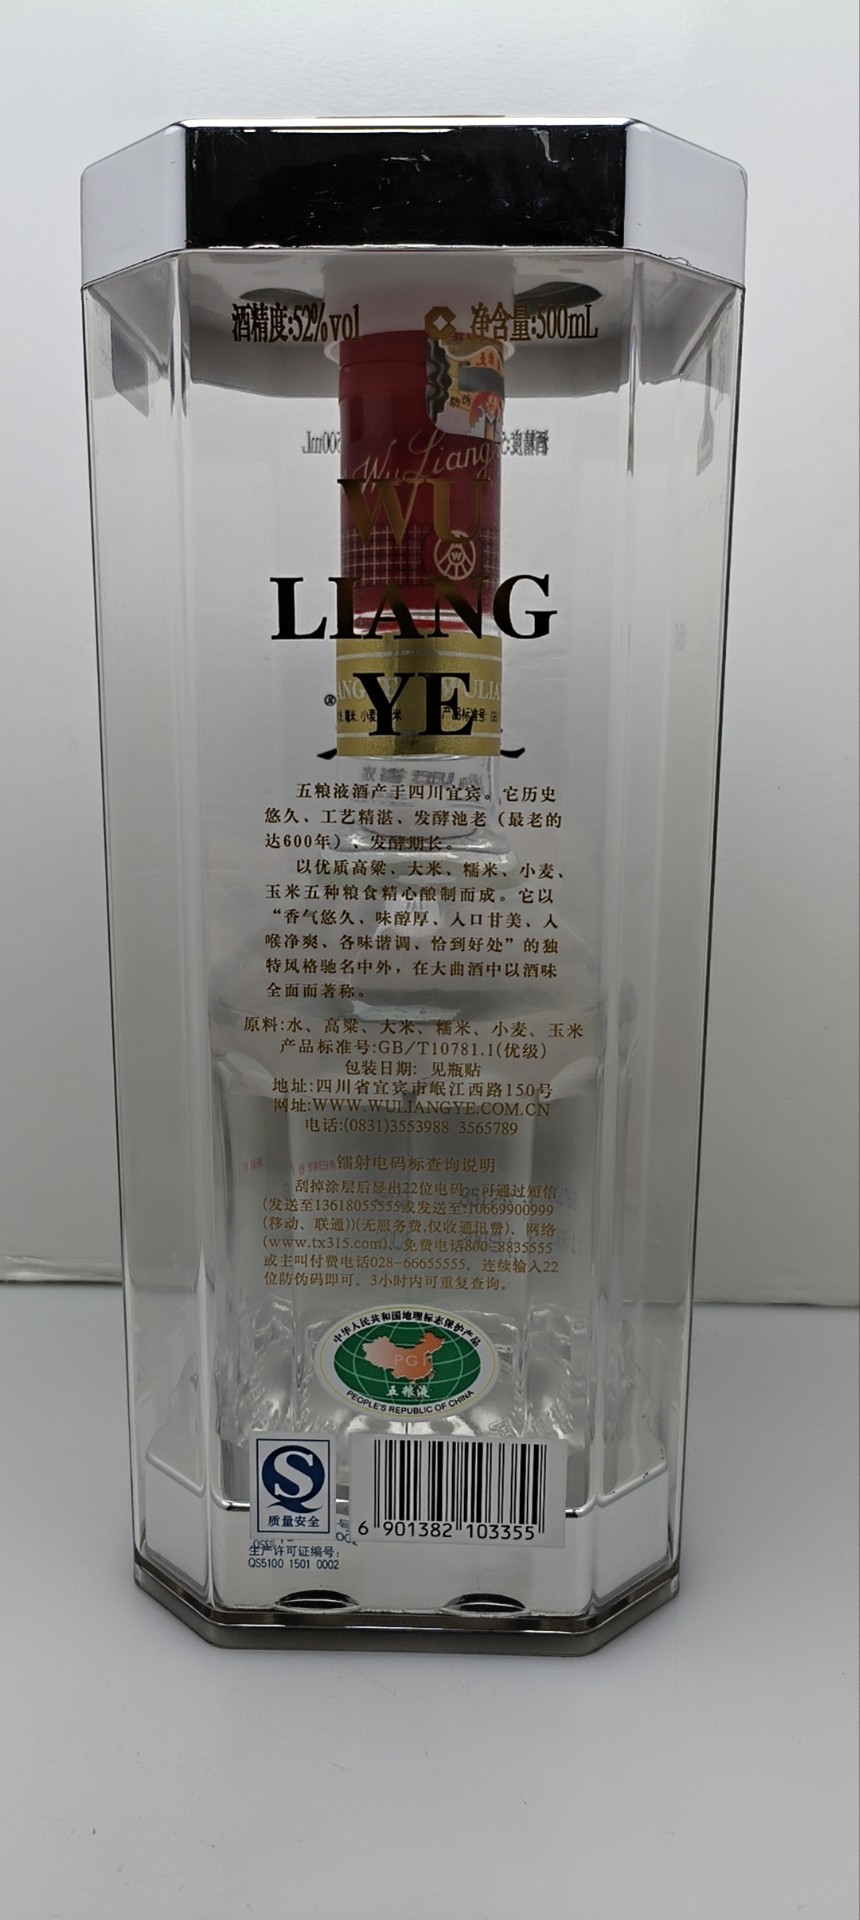 酒精度:52%vol 净含量:500mL
Wu Liang
WU
LIANG
YE
五粮液酒产于四川宜宾。它历史
悠久、工艺精湛、发酵池老（最老的
达600年）、发酵期长。
以优质高粱、大米、糯米、小麦、
玉米五种粮食精心酿制而成。它以
“香气悠久、味醇厚、入口甘美、入
喉净爽、各味谐调、恰到好处”的独
特风格驰名中外，在大曲酒中以酒味
全面而著称。
原料:水、高粱、大米、糯米、小麦、玉米
产品标准号:GB/T10781.1(优级)
包装日期: 见瓶贴
地址:四川省宜宾市岷江西路150号
网址:WWW.WULIANGYE.COM.CN
电话:(0831)3553988 3565789
镭射电码标查询说明
刮掉涂层后显出22位电码，可通过短信
(发送至13618055555或发送至:10669900999
(移动、联通))(无服务费,仅收通讯费)、网络
(www.tx315.com)、免费电话800-8835555
或主叫付费电话028-66655555, 连续输入22
位防伪码即可。3小时内可重复查询。
中华人民共和国地理标志保护产品
PGI
五粮液
PEOPLE'S REPUBLIC OF CHINA
质量安全
6 901382 103355
生产许可证编号:
QS5100 1501 0002